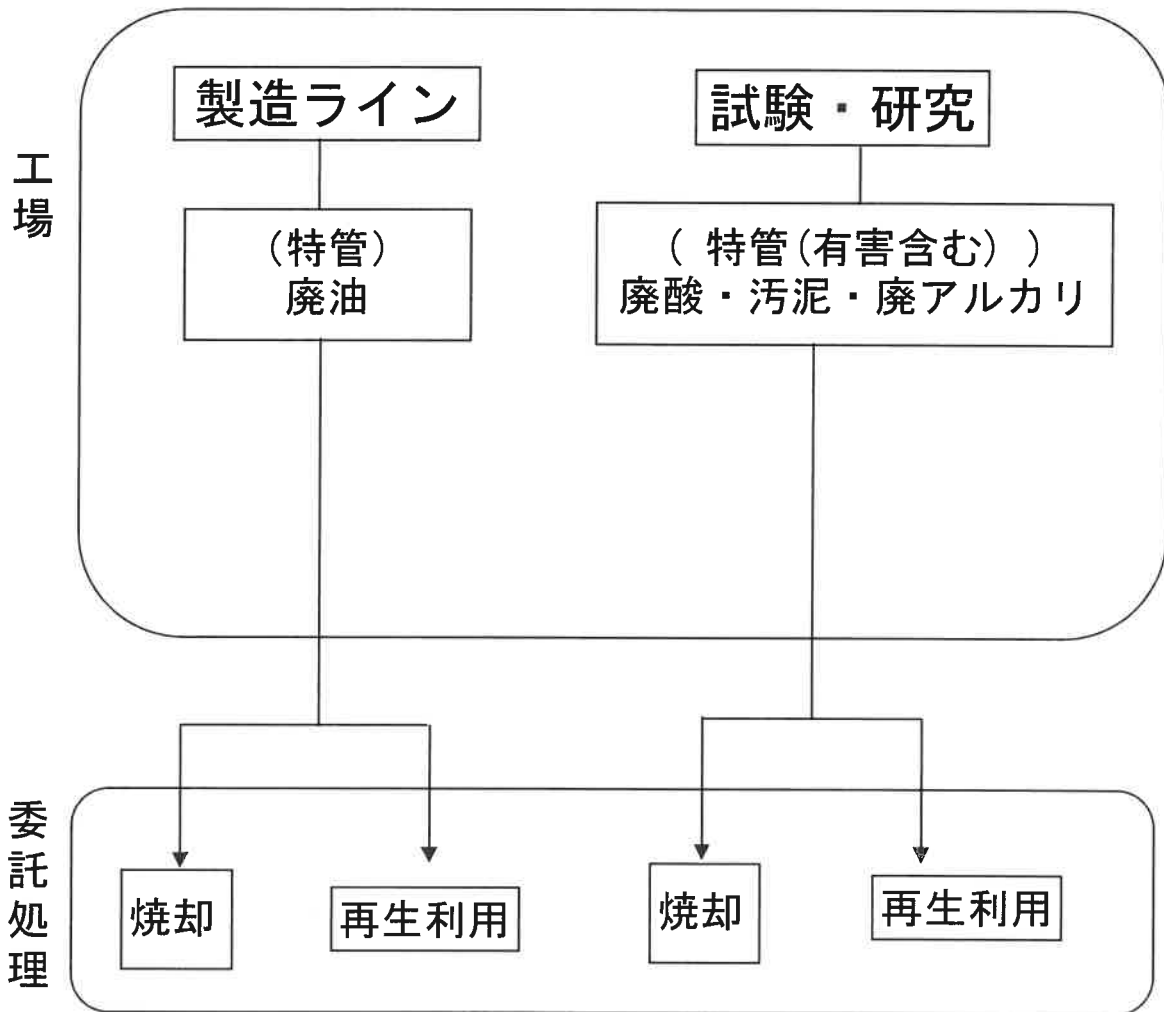 工場
製造ライン
試験・研究
(特管)
廃油
( 特管(有害含む) )
廃酸・汚泥・廃アルカリ
委託処理
焼却
再生利用
焼却
再生利用